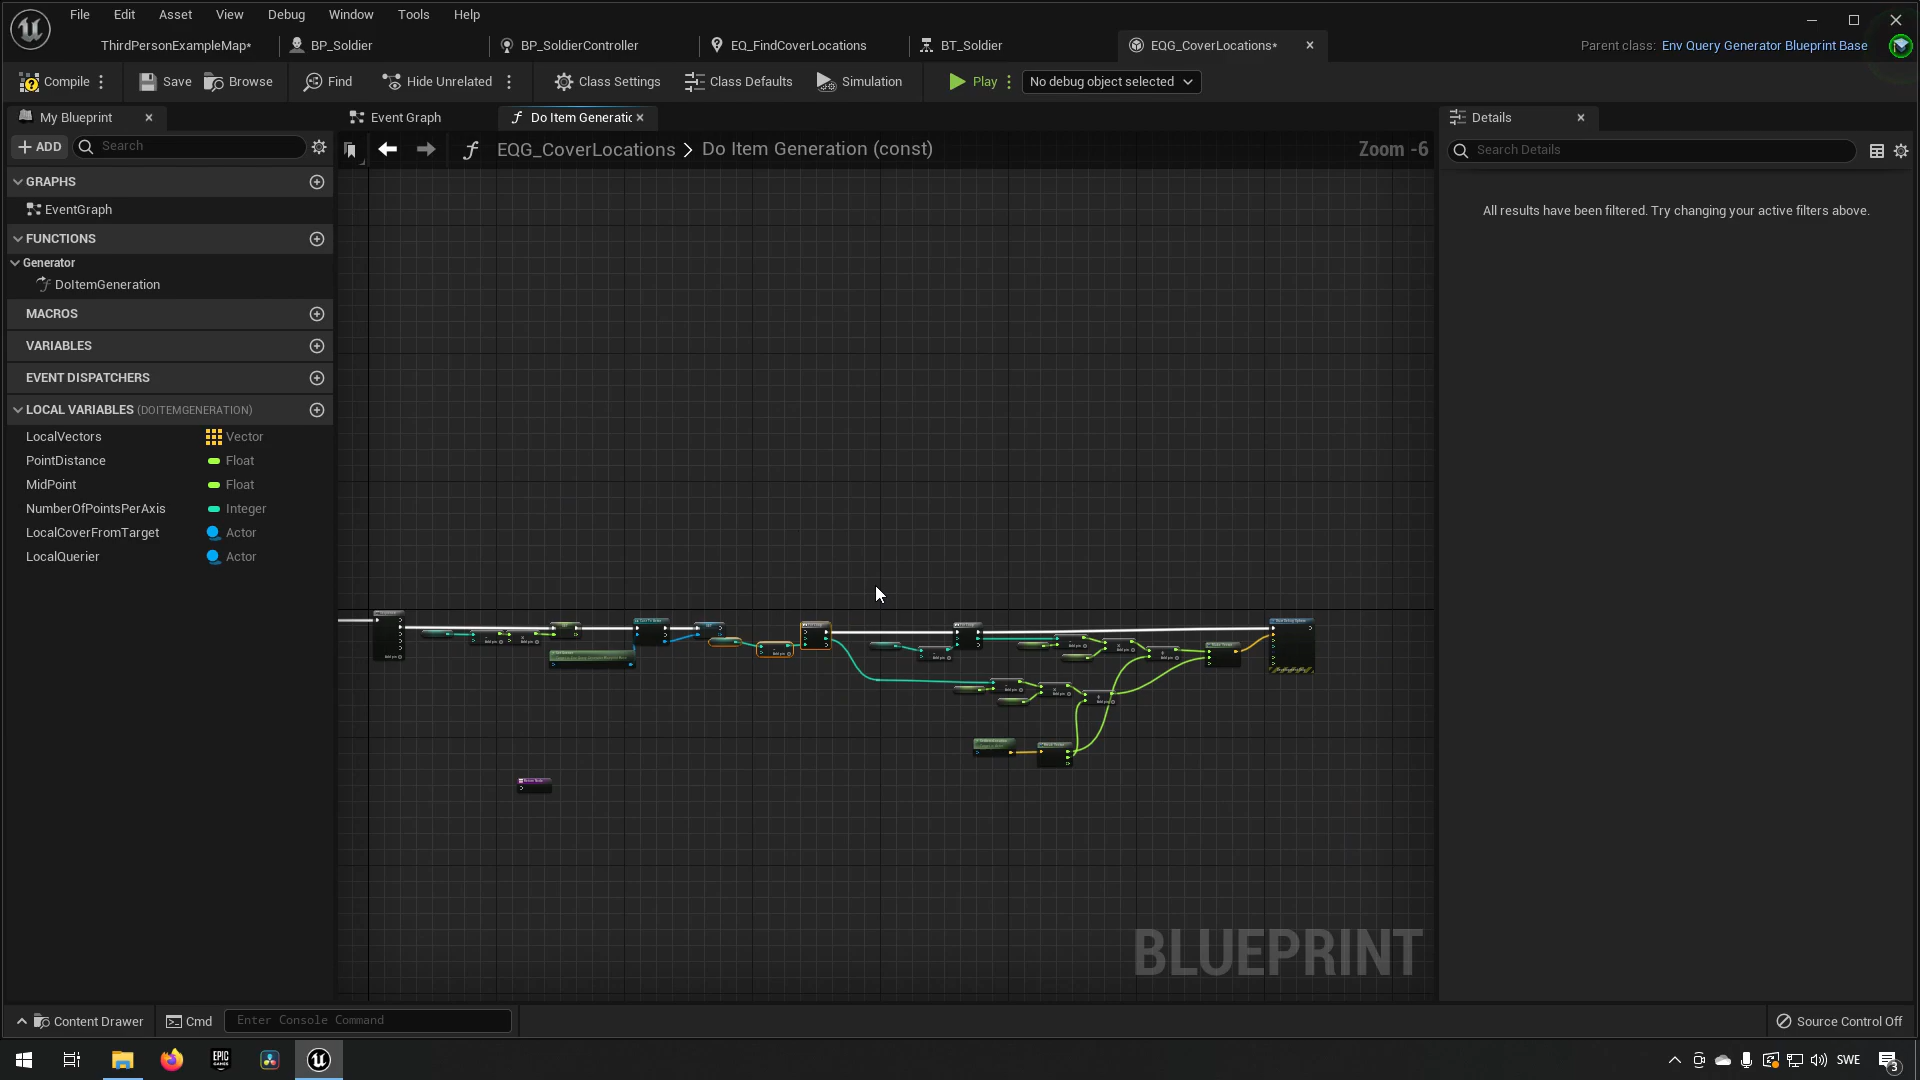 File Edit Asset View Debug Window Tools Help
ThirdPersonExampleMap* BP_Soldier BP_SoldierController EQ_FindCoverLocations BT_Soldier EQG_CoverLocations* Parent class: Env Query Generator Blueprint Base
Compile Save Browse Find Hide Unrelated Class Settings Class Defaults Simulation Play No debug object selected
My Blueprint Event Graph Do Item Generatic Details
ADD Search EQG_CoverLocations > Do Item Generation (const) Zoom -6 Search Details
GRAPHS
EventGraph
All results have been filtered. Try changing your active filters above.
FUNCTIONS
Generator
DoItemGeneration
MACROS
VARIABLES
EVENT DISPATCHERS
LOCAL VARIABLES (DOITEMGENERATION)
LocalVectors Vector
PointDistance Float
MidPoint Float
NumberOfPointsPerAxis Integer
LocalCoverFromTarget Actor
LocalQuerier Actor
BLUEPRINT
Content Drawer Cmd Enter Console Command Source Control Off
EPIC GAMES SWE 3